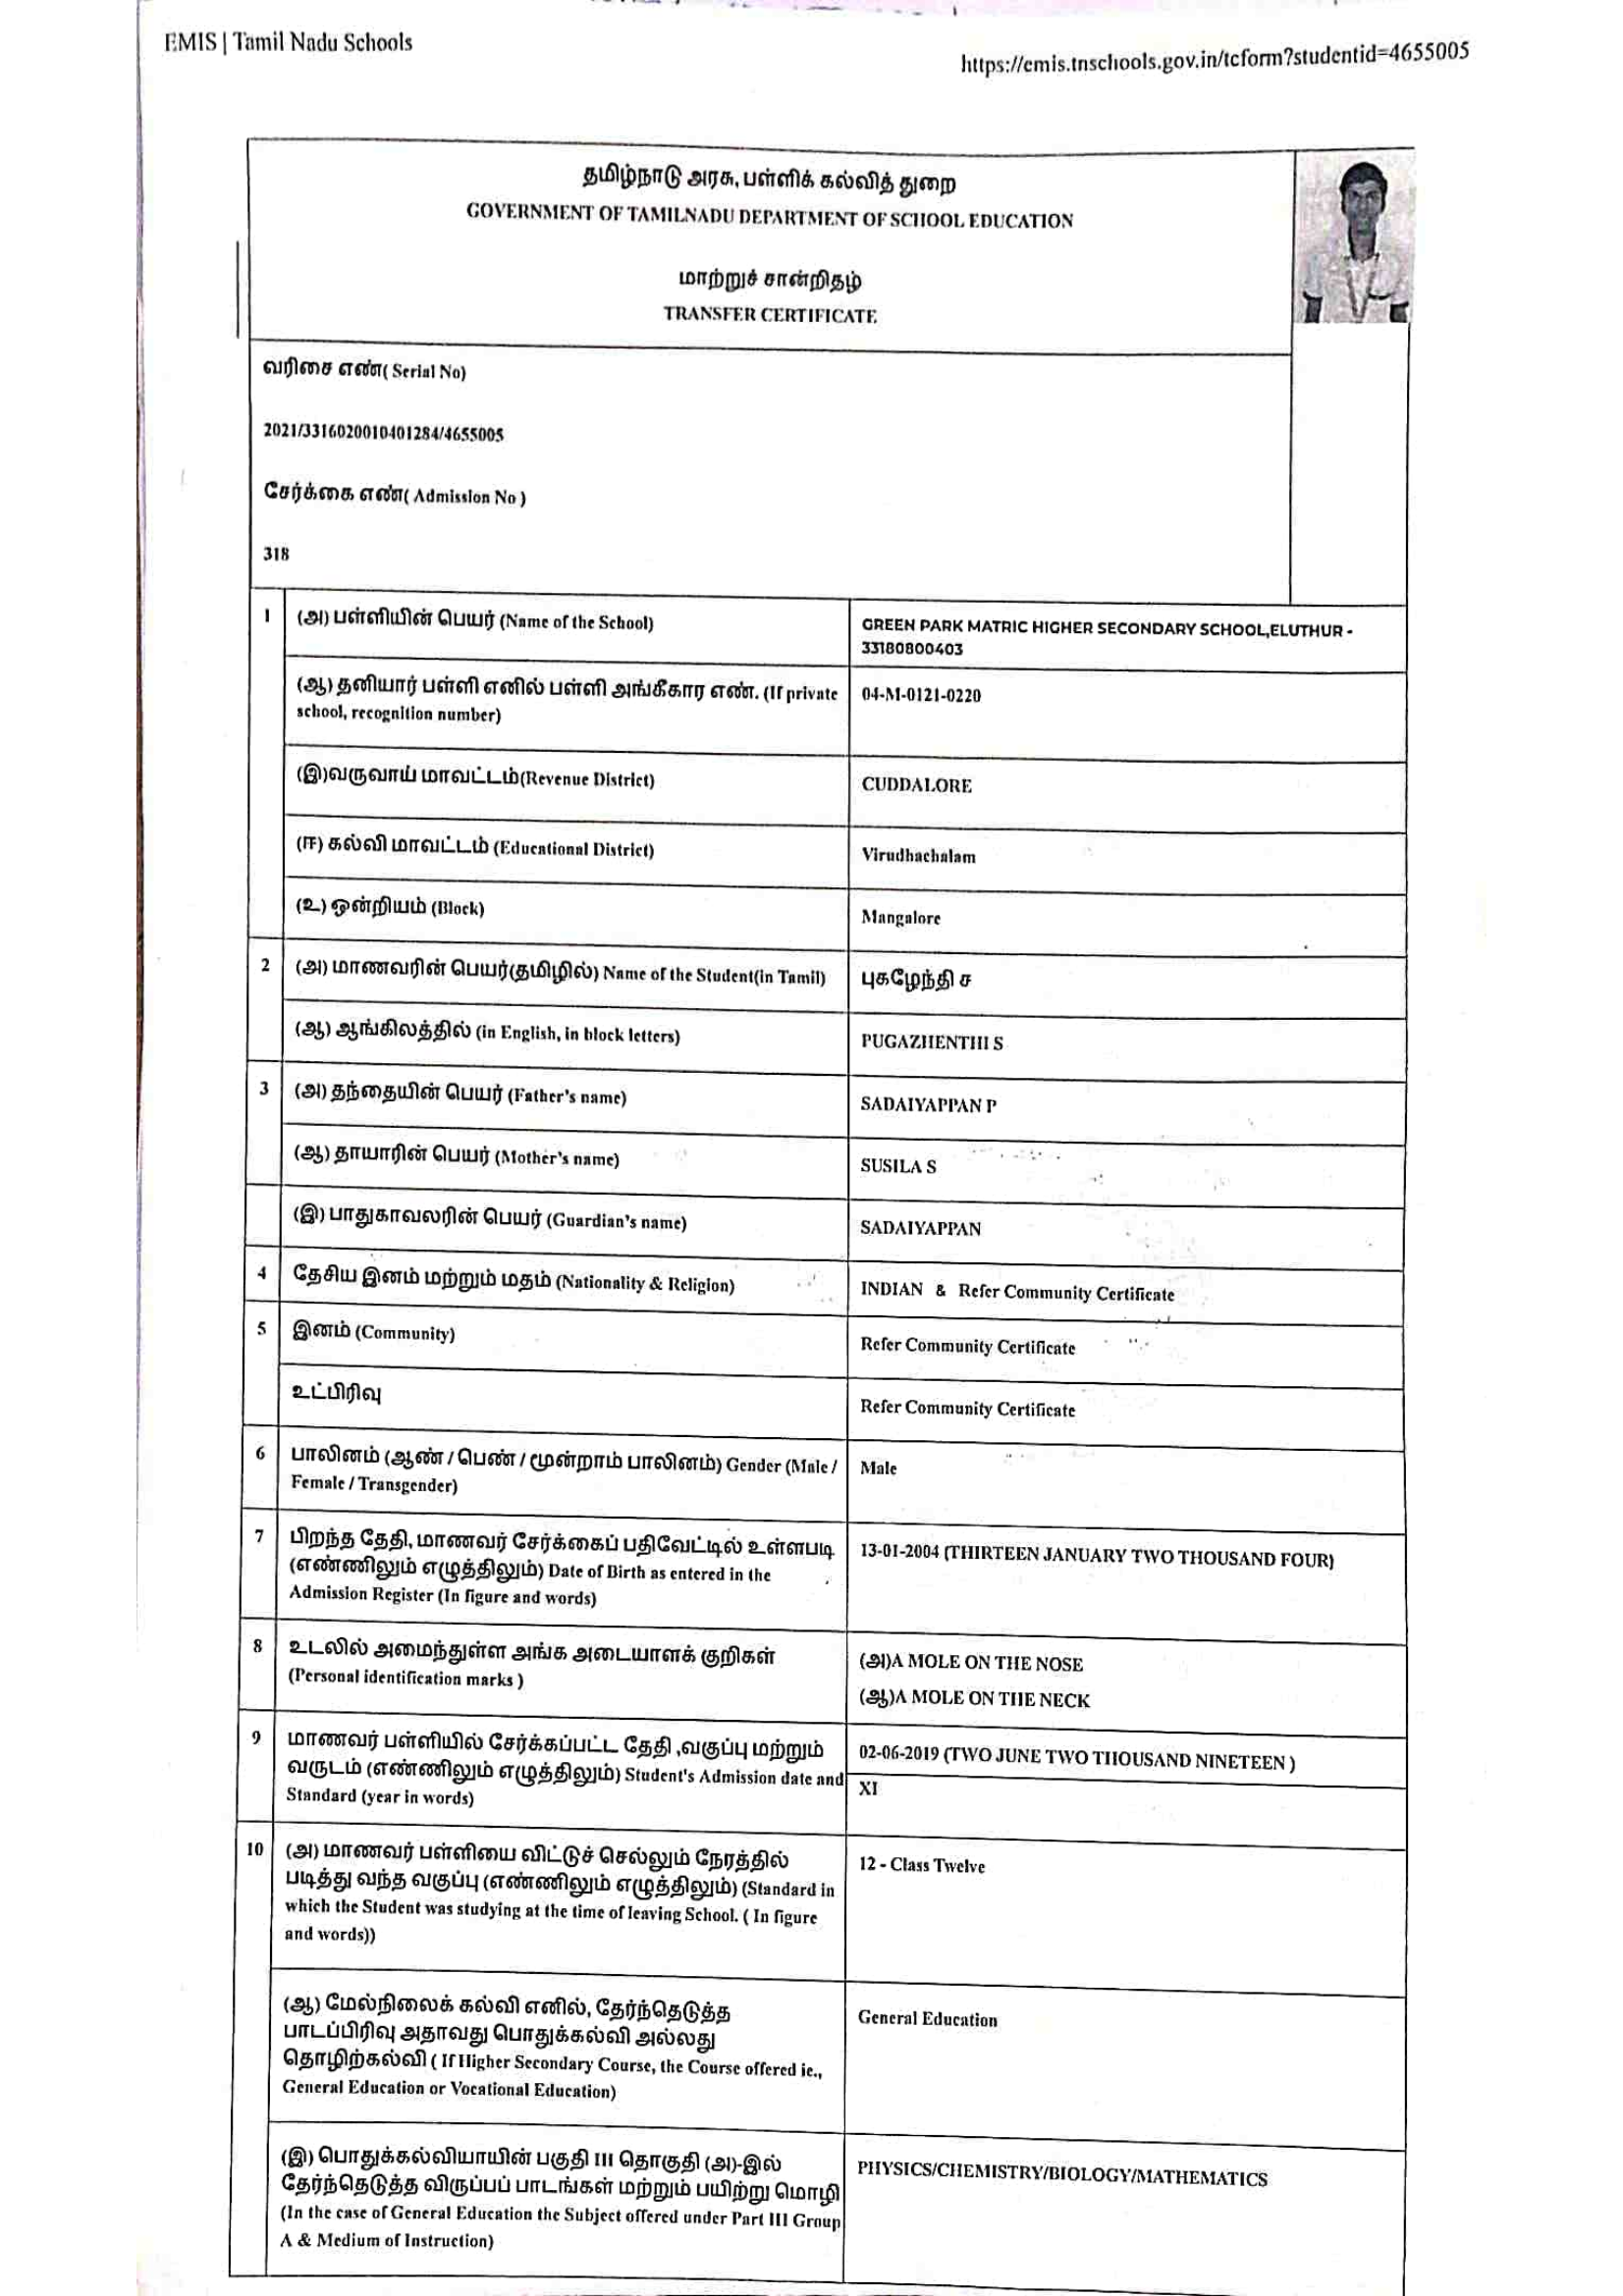 EMIS | Tamil Nadu Schools
https://emis.tnschools.gov.in/tcform?studentid=4655005
தமிழ்நாடு அரசு, பள்ளிக் கல்வித் துறை
GOVERNMENT OF TAMILNADU DEPARTMENT OF SCHOOL EDUCATION
மாற்றுச் சான்றிதழ்
TRANSFER CERTIFICATE
வரிசை எண்( Serial No)
2021/3316020010401284/4655005
சேர்க்கை எண்( Admission No )
318
1 (அ) பள்ளியின் பெயர் (Name of the School)
GREEN PARK MATRIC HIGHER SECONDARY SCHOOL,ELUTHUR -
33180800403
(ஆ) தனியார் பள்ளி எனில் பள்ளி அங்கீகார எண். (If private
school, recognition number)
04-M-0121-0220
(இ)வருவாய் மாவட்டம்(Revenue District)
CUDDALORE
(ஈ) கல்வி மாவட்டம் (Educational District)
Virudhachalam
(உ) ஒன்றியம் (Block)
Mangalore
2 (அ) மாணவரின் பெயர்(தமிழில்) Name of the Student(in Tamil)
புகழேந்தி ச
(ஆ) ஆங்கிலத்தில் (in English, in block letters)
PUGAZHENTHI S
3 (அ) தந்தையின் பெயர் (Father's name)
SADAIYAPPAN P
(ஆ) தாயாரின் பெயர் (Mother's name)
SUSILA S
(இ) பாதுகாவலரின் பெயர் (Guardian's name)
SADAIYAPPAN
4 தேசிய இனம் மற்றும் மதம் (Nationality & Religion)
INDIAN & Refer Community Certificate
5 இனம் (Community)
Refer Community Certificate
உட்பிரிவு
Refer Community Certificate
6 பாலினம் (ஆண் / பெண் / மூன்றாம் பாலினம்) Gender (Male /
Female / Transgender)
Male
7 பிறந்த தேதி, மாணவர் சேர்க்கைப் பதிவேட்டில் உள்ளபடி
(எண்ணிலும் எழுத்திலும்) Date of Birth as entered in the
Admission Register (In figure and words)
13-01-2004 (THIRTEEN JANUARY TWO THOUSAND FOUR)
8 உடலில் அமைந்துள்ள அங்க அடையாளக் குறிகள்
(Personal identification marks )
(அ)A MOLE ON THE NOSE
(ஆ)A MOLE ON THE NECK
9 மாணவர் பள்ளியில் சேர்க்கப்பட்ட தேதி ,வகுப்பு மற்றும்
வருடம் (எண்ணிலும் எழுத்திலும்) Student's Admission date and
Standard (year in words)
02-06-2019 (TWO JUNE TWO THOUSAND NINETEEN )
XI
10 (அ) மாணவர் பள்ளியை விட்டுச் செல்லும் நேரத்தில்
படித்து வந்த வகுப்பு (எண்ணிலும் எழுத்திலும்) (Standard in
which the Student was studying at the time of leaving School. ( In figure
and words))
12 - Class Twelve
(ஆ) மேல்நிலைக் கல்வி எனில், தேர்ந்தெடுத்த
பாடப்பிரிவு அதாவது பொதுக்கல்வி அல்லது
தொழிற்கல்வி ( If Higher Secondary Course, the Course offered ie.,
General Education or Vocational Education)
General Education
(இ) பொதுக்கல்வியாயின் பகுதி III தொகுதி (அ)-இல்
தேர்ந்தெடுத்த விருப்பப் பாடங்கள் மற்றும் பயிற்று மொழி
(In the case of General Education the Subject offered under Part III Group
A & Medium of Instruction)
PHYSICS/CHEMISTRY/BIOLOGY/MATHEMATICS